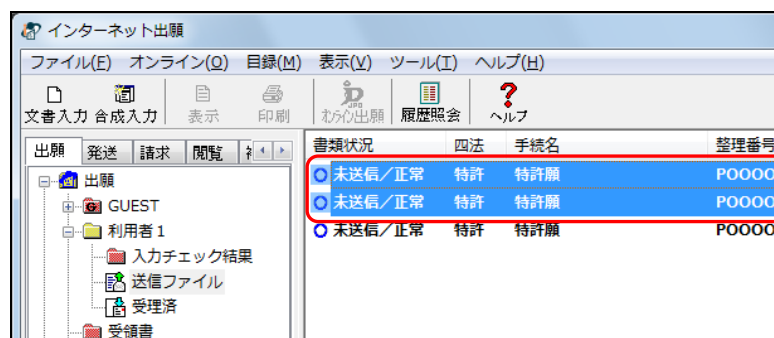 インターネット出願
ファイル(F) オンライン(O) 目録(M) 表示(V) ツール(T) ヘルプ(H)
文書入力 合成入力 表示 印刷 オンライン出願 履歴照会 ヘルプ
出願 発送 請求 閲覧
書類状況 四法 手続名 整理番号
未送信／正常 特許 特許願 POOOO
未送信／正常 特許 特許願 POOOO
未送信／正常 特許 特許願 POOOO
出願
GUEST
利用者1
入力チェック結果
送信ファイル
受理済
受領書